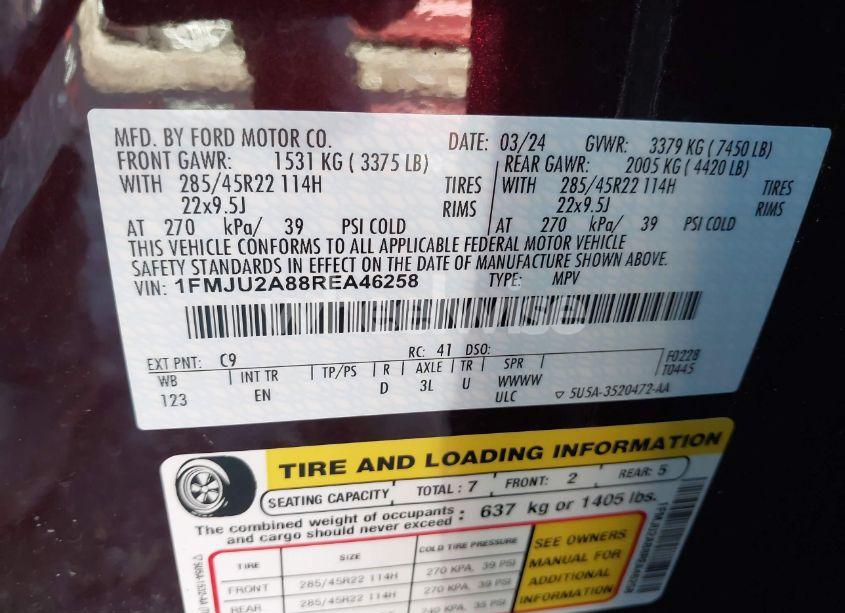 MFD. BY FORD MOTOR CO. DATE: 03/24 GVWR: 3379 KG ( 7450 LB)
FRONT GAWR: 1531 KG ( 3375 LB) REAR GAWR: 2005 KG ( 4420 LB)
WITH 285/45R22 114H TIRES WITH 285/45R22 114H TIRES
22x9.5J RIMS 22x9.5J RIMS
AT 270 kPa/ 39 PSI COLD AT 270 kPa/ 39 PSI COLD
THIS VEHICLE CONFORMS TO ALL APPLICABLE FEDERAL MOTOR VEHICLE
SAFETY STANDARDS IN EFFECT ON THE DATE OF MANUFACTURE SHOWN ABOVE.
VIN: 1FMJU2A88REA46258 TYPE: MPV
EXT PNT: C9 RC: 41 DSO: F0228
T0445
WB INT TR TP/PS R AXLE TR SPR
123 EN D 3L U WWWW
ULC 5U5A-3520472-AA
TIRE AND LOADING INFORMATION
SEATING CAPACITY TOTAL : 7 FRONT: 2 REAR: 5
The combined weight of occupants
and cargo should never exceed : 637 kg or 1405 lbs.
TIRE SIZE COLD TIRE PRESSURE
FRONT 285/45R22 114H 270 KPA, 39 PSI
REAR 285/45R22 114H 270 KPA, 39 PSI
SEE OWNERS
MANUAL FOR
ADDITIONAL
INFORMATION